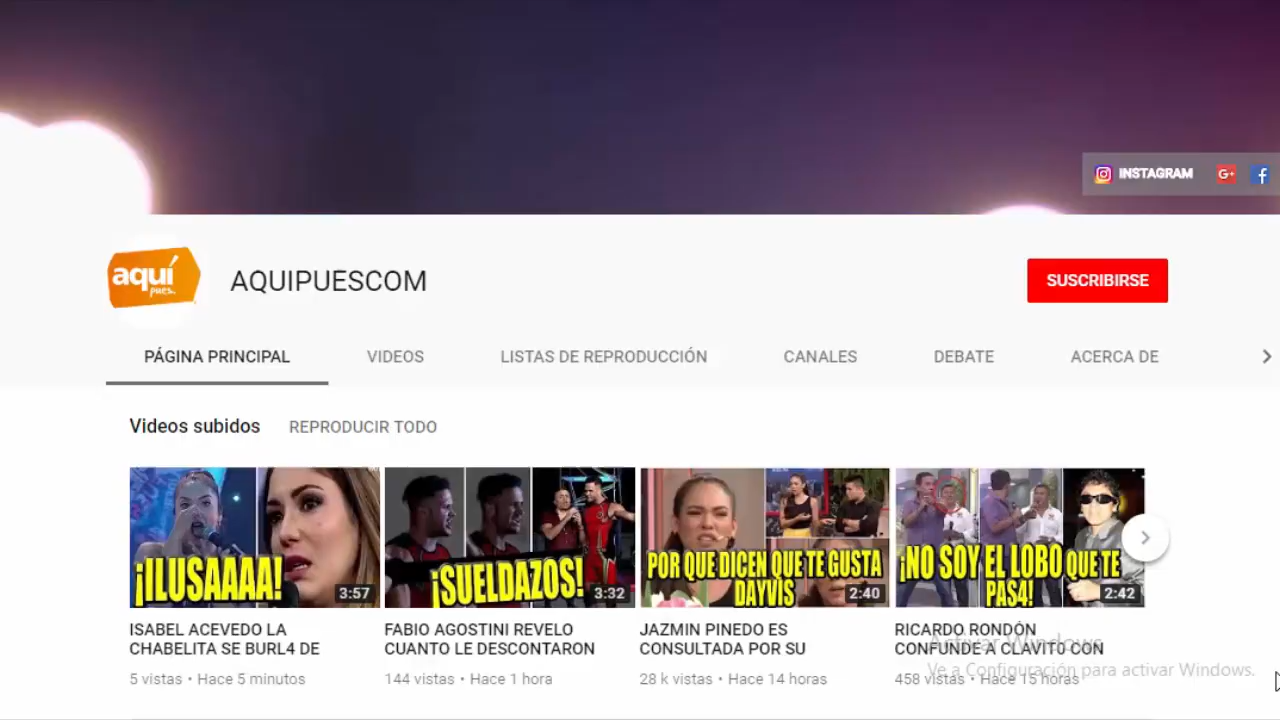 INSTAGRAM
aquí
pues.
AQUIPUESCOM
SUSCRIBIRSE
PÁGINA PRINCIPAL
VIDEOS
LISTAS DE REPRODUCCIÓN
CANALES
DEBATE
ACERCA DE
Videos subidos
REPRODUCIR TODO
¡ILUSAAAA!
3:57
¡SUELDAZOS!
3:32
POR QUE DICEN QUE TE GUSTA
DAYVIS
2:40
¡NO SOY EL LOBO QUE TE
PAS4!
2:42
ISABEL ACEVEDO LA
CHABELITA SE BURL4 DE
5 vistas • Hace 5 minutos
FABIO AGOSTINI REVELO
CUANTO LE DESCONTARON
144 vistas • Hace 1 hora
JAZMIN PINEDO ES
CONSULTADA POR SU
28 k vistas • Hace 14 horas
RICARDO RONDÓN
CONFUNDE A CLAVIT0 CON
458 vistas • Hace 15 horas
Activar Windows
Ve a Configuración para activar Windows.